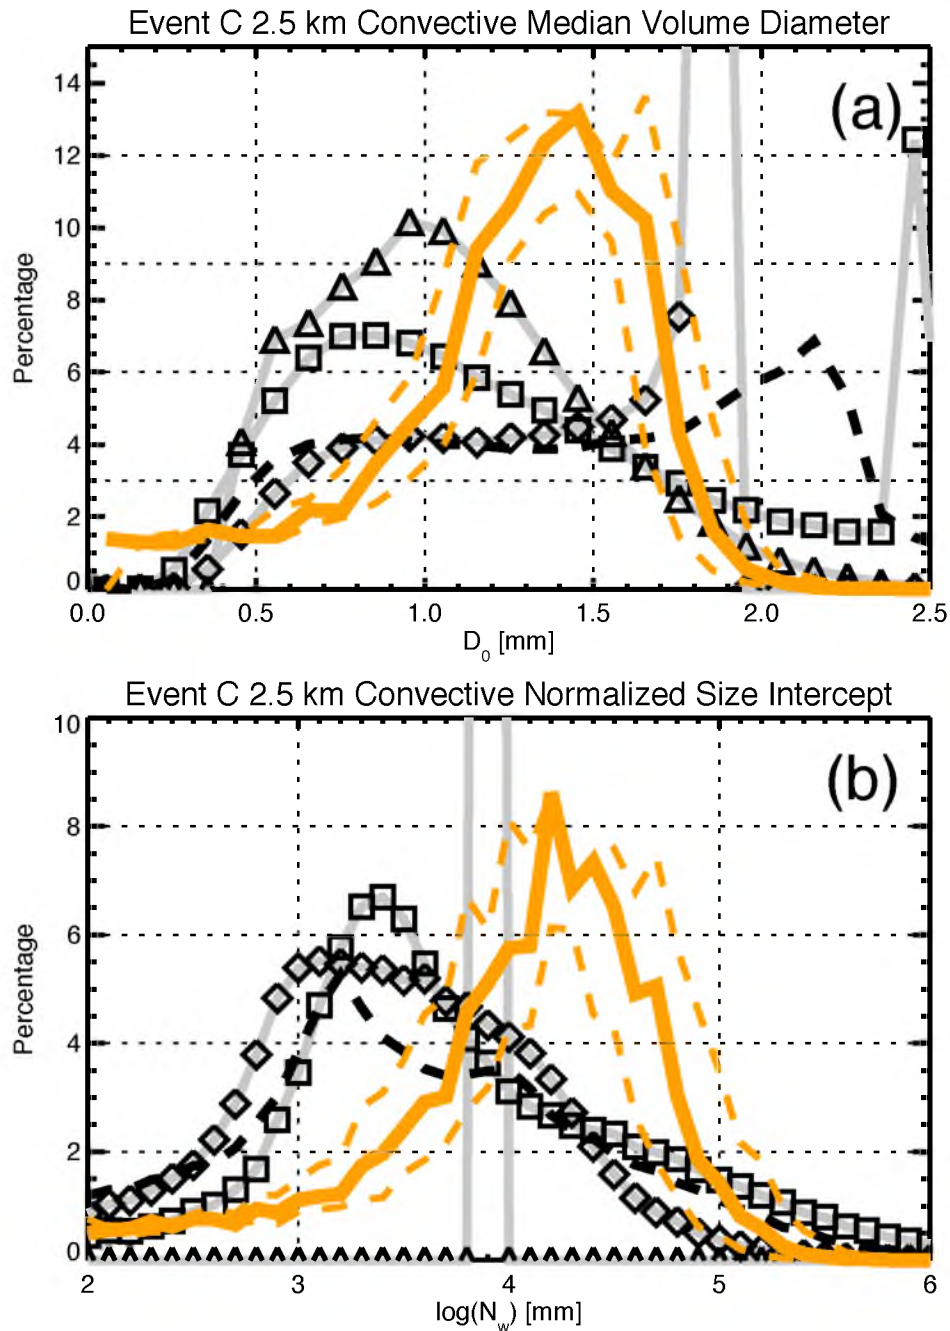 Event C 2.5 km Convective Median Volume Diameter
(a)
Percentage
14
12
10
8
6
4
2
0
0.0 0.5 1.0 1.5 2.0 2.5
D0 [mm]
Event C 2.5 km Convective Normalized Size Intercept
(b)
Percentage
10
8
6
4
2
0
2 3 4 5 6
log(Nw) [mm]